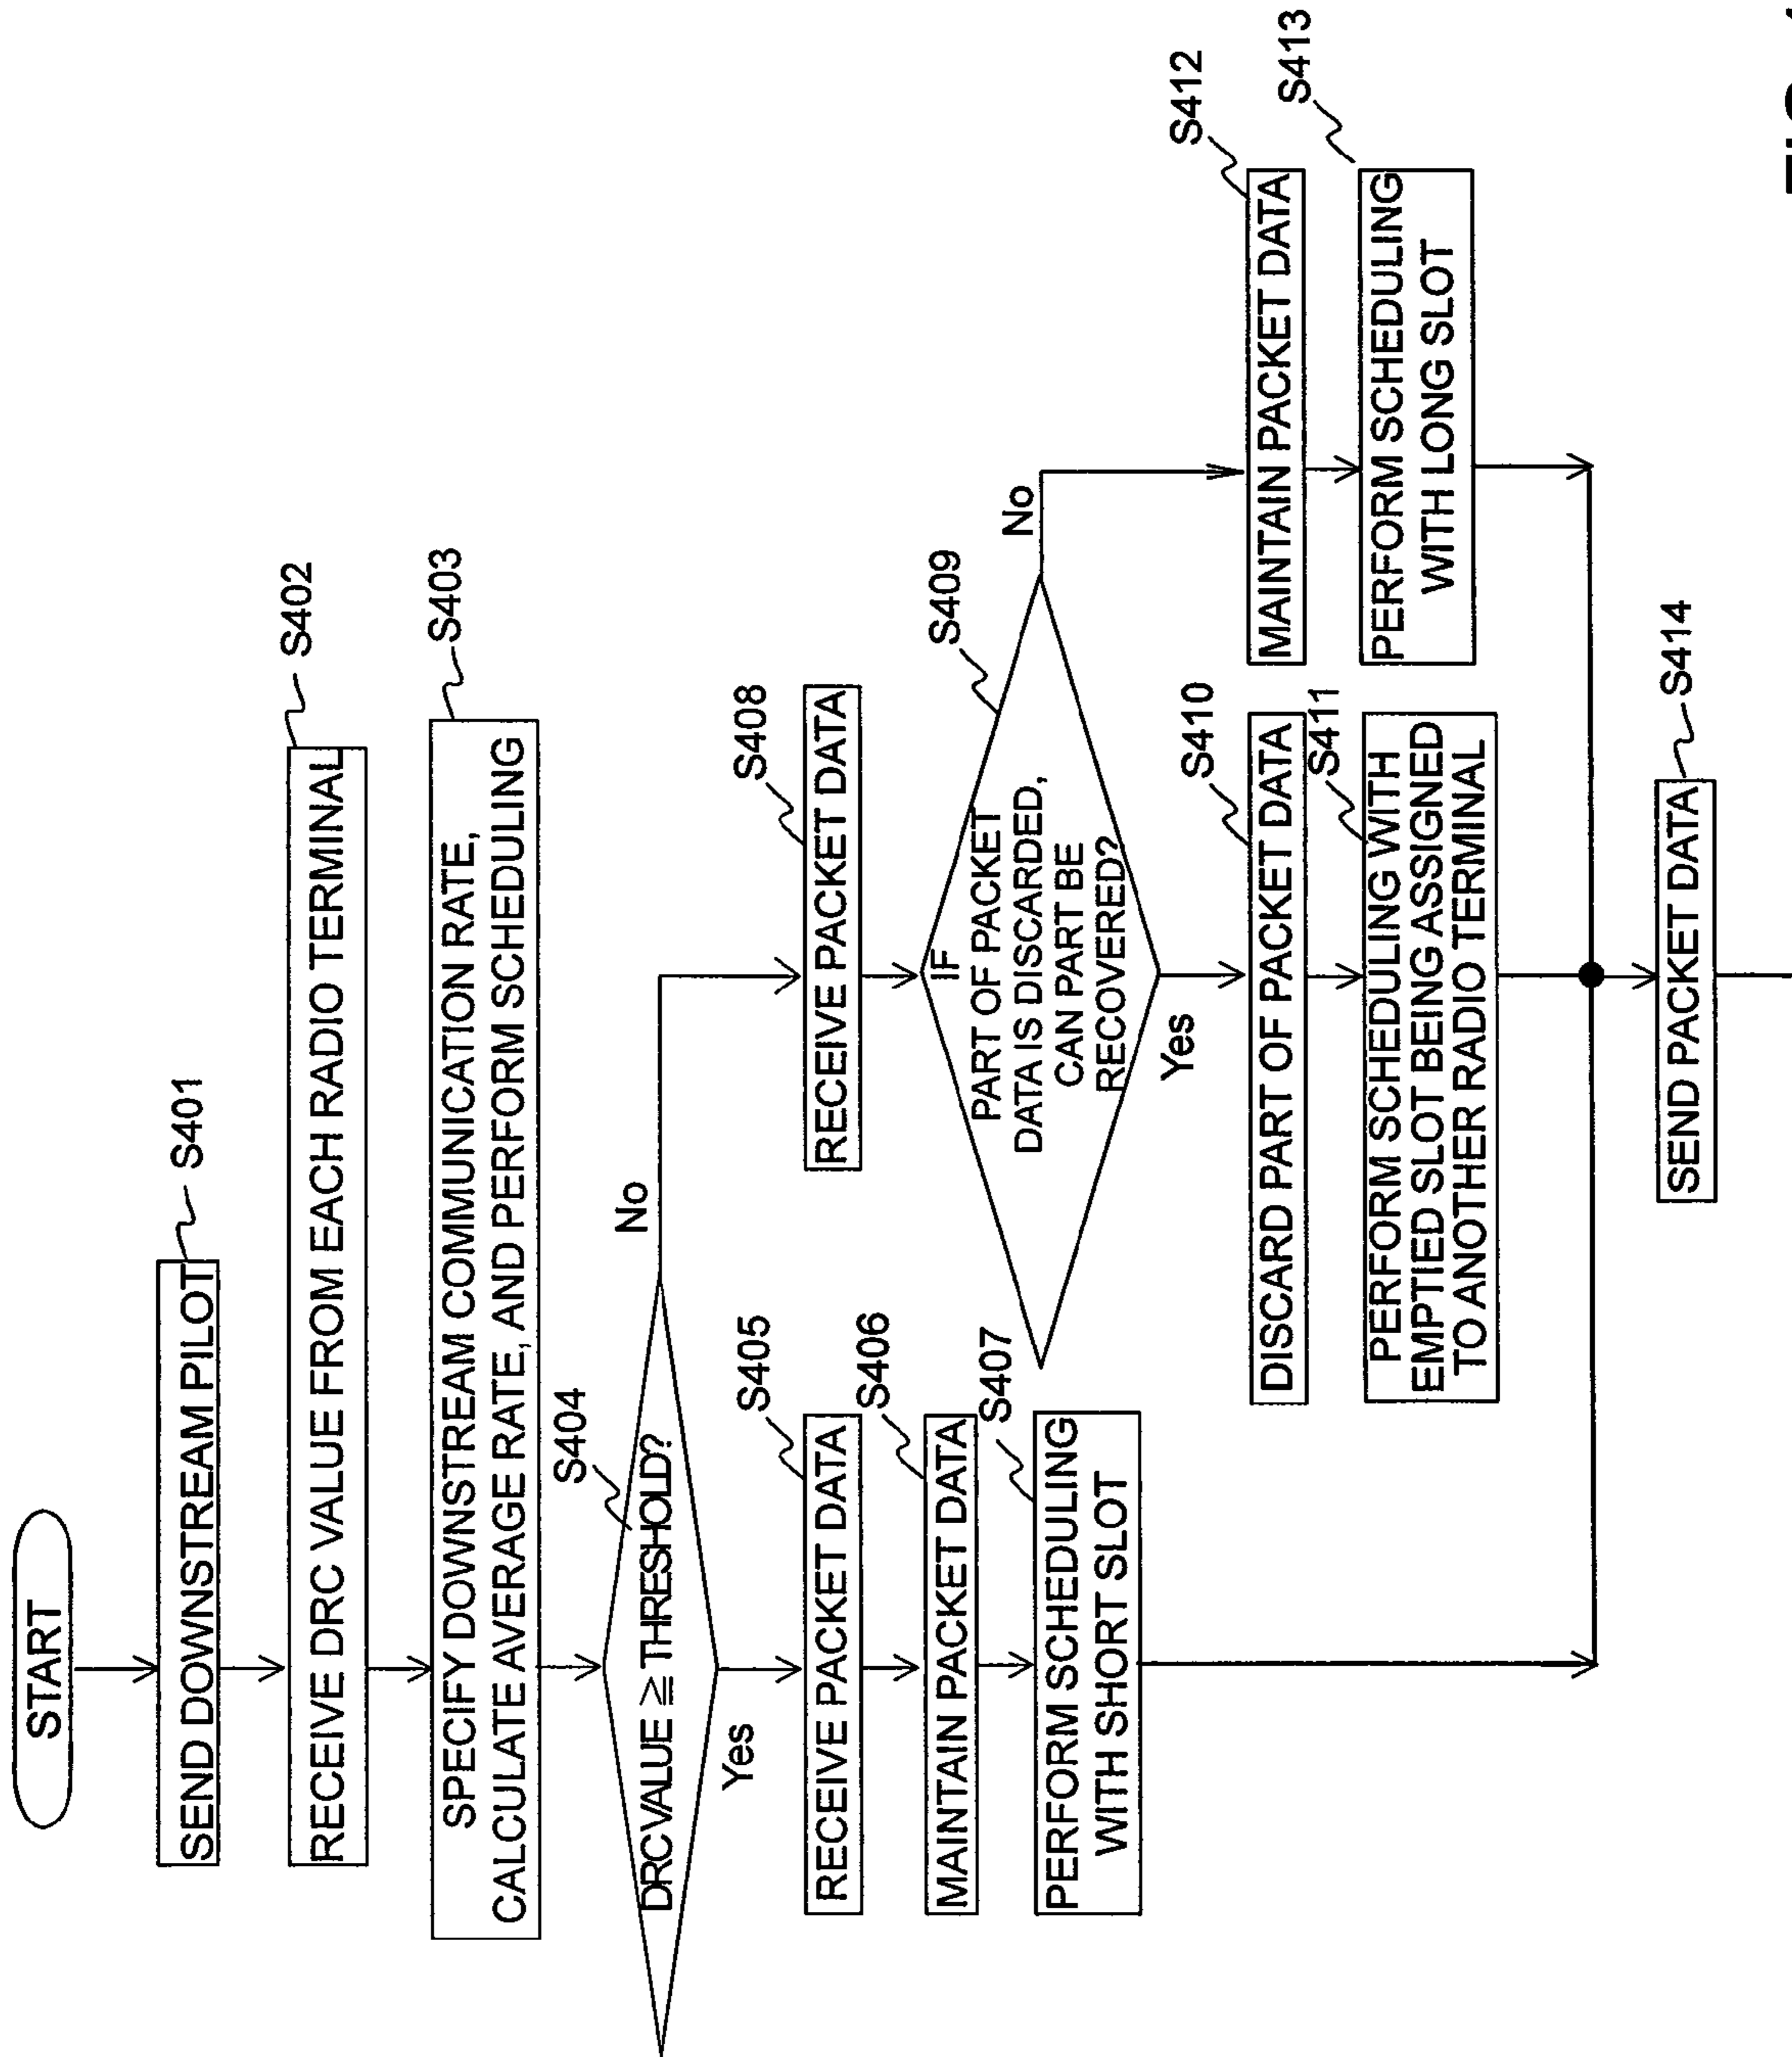 START
SEND DOWNSTREAM PILOT
S401
RECEIVE DRC VALUE FROM EACH RADIO TERMINAL
S402
SPECIFY DOWNSTREAM COMMUNICATION RATE,
CALCULATE AVERAGE RATE, AND PERFORM SCHEDULING
S403
DRCVALUE ≧ THRESHOLD?
S404
Yes
No
RECEIVE PACKET DATA
S405
MAINTAIN PACKET DATA
S406
PERFORM SCHEDULING
WITH SHORT SLOT
S407
RECEIVE PACKET DATA
S408
IF
PART OF PACKET
DATA IS DISCARDED,
CAN PART BE
RECOVERED?
S409
Yes
No
DISCARD PART OF PACKET DATA
S410
PERFORM SCHEDULING WITH
EMPTIED SLOT BEING ASSIGNED
TO ANOTHER RADIO TERMINAL
S411
MAINTAIN PACKET DATA
S412
PERFORM SCHEDULING
WITH LONG SLOT
S413
SEND PACKET DATA
S414